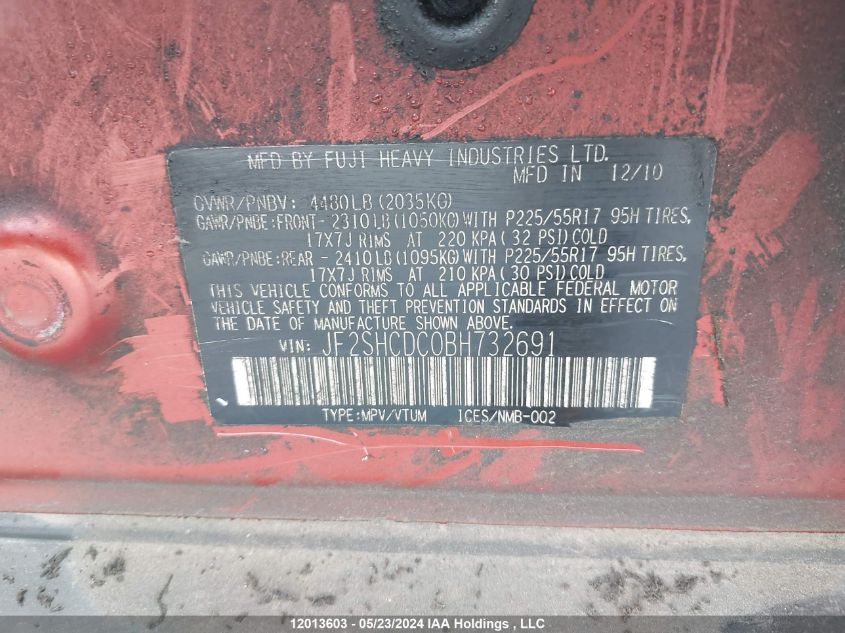 MFD BY FUJI HEAVY INDUSTRIES LTD.
MFD IN 12/10
GVWR/PNBV: 4480LB (2035KG)
GAWR/PNBE:FRONT- 2310 LB (1050KG) WITH P225/55R17 95H TIRES,
17X7J RIMS AT 220 KPA ( 32 PSI) COLD
GAWR/PNBE:REAR - 2410 LB (1095KG) WITH P225/55R17 95H TIRES,
17X7J RIMS AT 210 KPA ( 30 PSI) COLD
THIS VEHICLE CONFORMS TO ALL APPLICABLE FEDERAL MOTOR
VEHICLE SAFETY AND THEFT PREVENTION STANDARDS IN EFFECT ON
THE DATE OF MANUFACTURE SHOWN ABOVE.
VIN: JF2SHCDC0BH732691
TYPE:MPV/VTUM ICES/NMB-002
12013603 - 05/23/2024 IAA Holdings , LLC